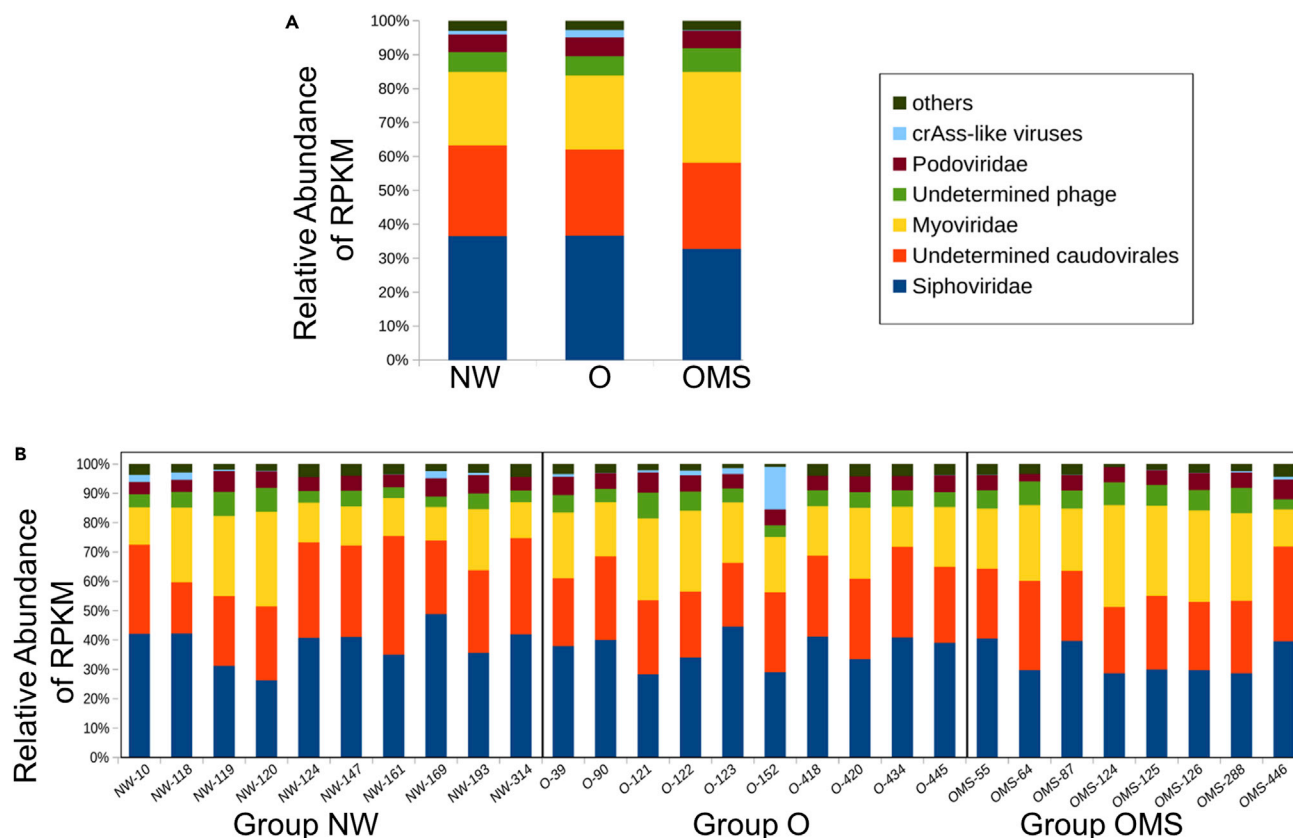 A
100%
90%
80%
70%
60%
50%
40%
30%
20%
10%
0%
Relative Abundance
of RPKM
NW O OMS
others
crAss-like viruses
Podoviridae
Undetermined phage
Myoviridae
Undetermined caudovirales
Siphoviridae
B
100%
90%
80%
70%
60%
50%
40%
30%
20%
10%
0%
Relative Abundance
of RPKM
NW-10 NW-118 NW-119 NW-120 NW-124 NW-147 NW-161 NW-169 NW-193 NW-314 O-39 O-90 O-121 O-122 O-123 O-152 O-418 O-420 O-434 O-445 OMS-55 OMS-64 OMS-87 OMS-124 OMS-125 OMS-126 OMS-288 OMS-446
Group NW Group O Group OMS